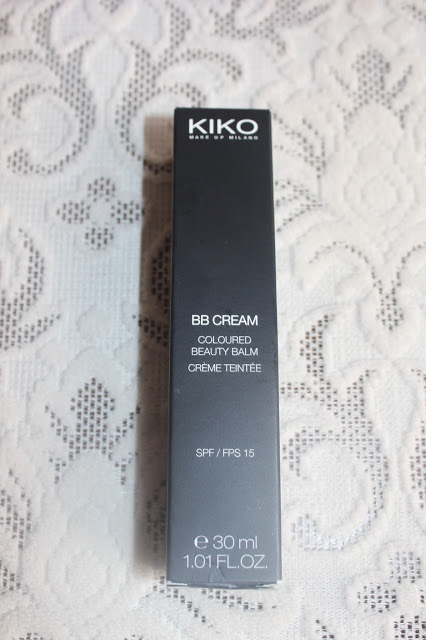 KIKO
MAKE UP MILANO
BB CREAM
COLOURED
BEAUTY BALM
CRÈME TEINTÉE
SPF / FPS 15
℮ 30 ml
1.01 FL.OZ.